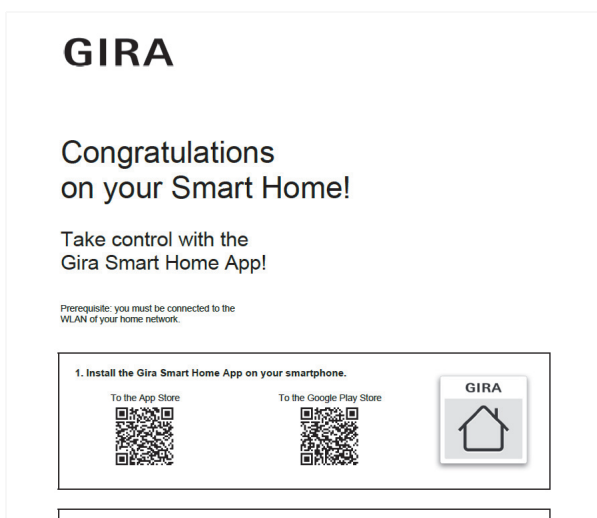 GIRA
Congratulations
on your Smart Home!
Take control with the
Gira Smart Home App!
Prerequisite: you must be connected to the
WLAN of your home network.
1. Install the Gira Smart Home App on your smartphone.
To the App Store
To the Google Play Store
GIRA